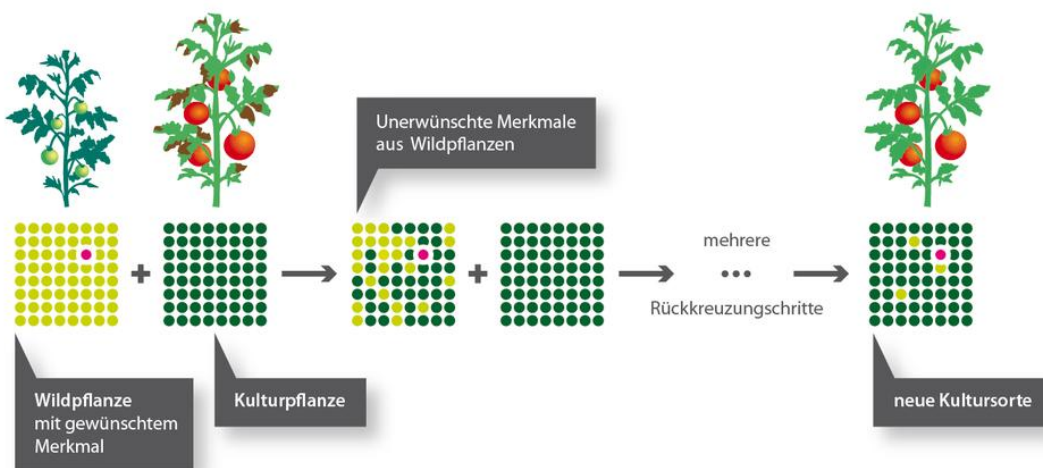 Unerwünschte Merkmale
aus Wildpflanzen
mehrere
...
Rückkreuzungschritte
Wildpflanze
mit gewünschtem
Merkmal
Kulturpflanze
neue Kultursorte